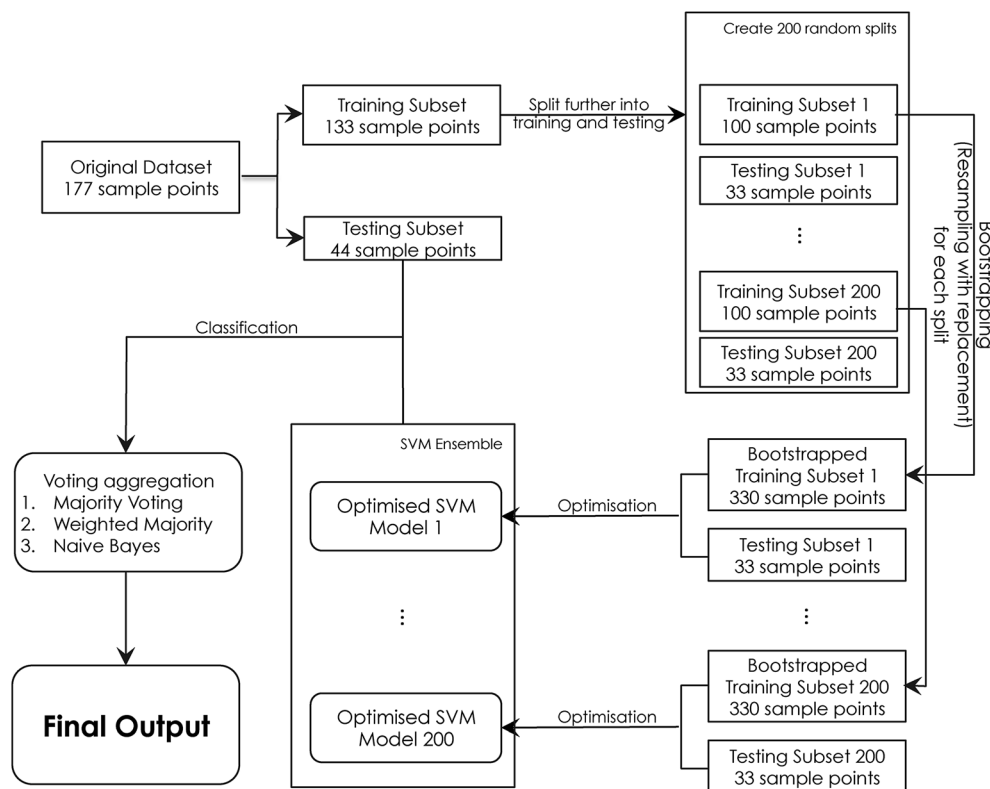 Create 200 random splits
Training Subset
133 sample points
Split further into
training and testing
Training Subset 1
100 sample points
Original Dataset
177 sample points
Testing Subset 1
33 sample points
Testing Subset
44 sample points
...
Training Subset 200
100 sample points
Testing Subset 200
33 sample points
Bootstrapping
(Resampling with replacement)
for each split
Classification
SVM Ensemble
Voting aggregation
1. Majority Voting
2. Weighted Majority
3. Naive Bayes
Optimised SVM
Model 1
Optimisation
Bootstrapped
Training Subset 1
330 sample points
Testing Subset 1
33 sample points
...
...
Final Output
Optimised SVM
Model 200
Optimisation
Bootstrapped
Training Subset 200
330 sample points
Testing Subset 200
33 sample points